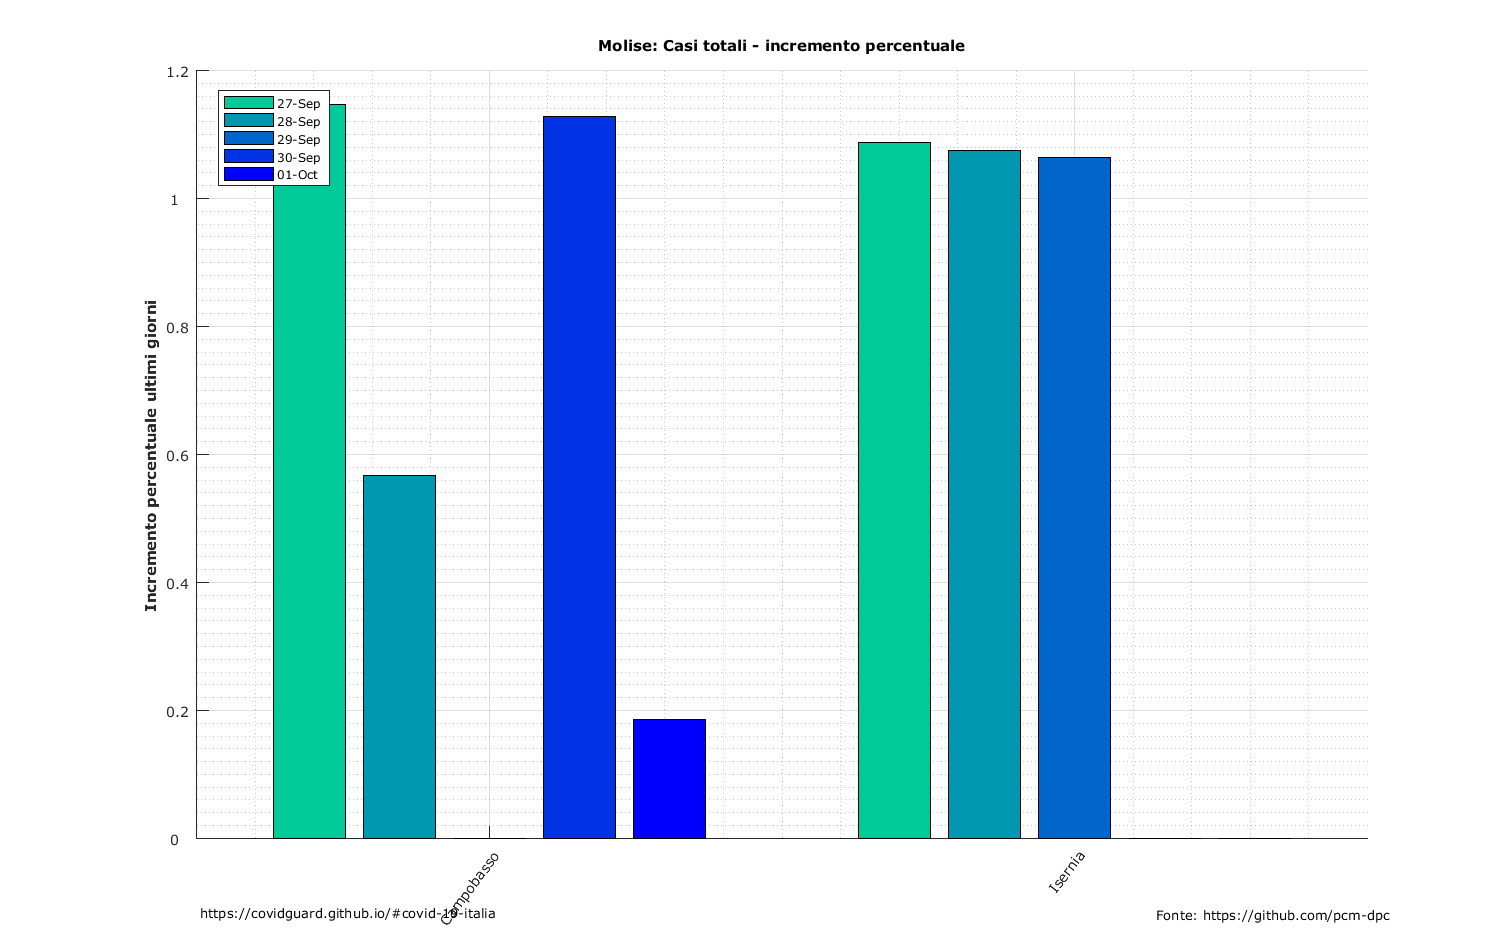 Molise: Casi totali - incremento percentuale
Incremento percentuale ultimi giorni
1.2
1
0.8
0.6
0.4
0.2
0
27-Sep
28-Sep
29-Sep
30-Sep
01-Oct
Campobasso
Isernia
https://covidguard.github.io/#covid-19-italia
Fonte: https://github.com/pcm-dpc